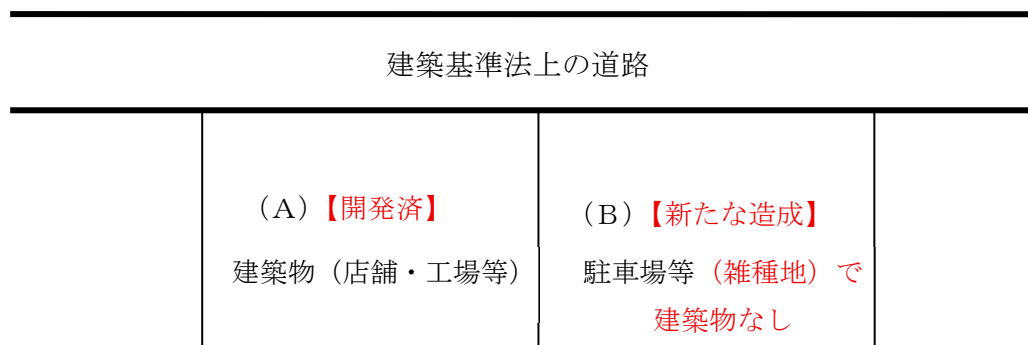 建築基準法上の道路
（A）【開発済】
建築物（店舗・工場等）
（B）【新たな造成】
駐車場等（雑種地）で
建築物なし